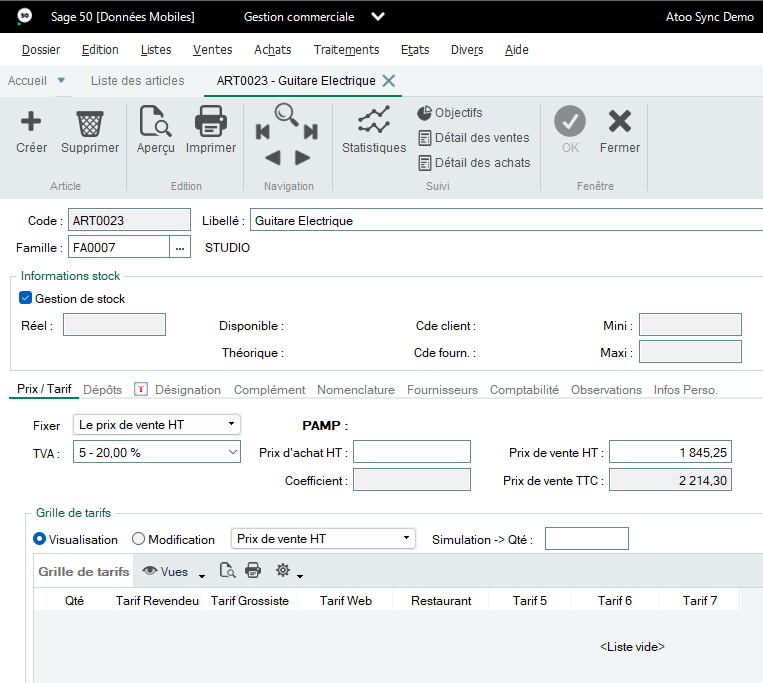 50 Sage 50 [Données Mobiles] Gestion commerciale Atoo Sync Demo
Dossier Edition Listes Ventes Achats Traitements Etats Divers Aide
Accueil Liste des articles ART0023 - Guitare Electrique
Créer Supprimer Aperçu Imprimer Statistiques Objectifs Détail des ventes Détail des achats OK Fermer
Article Edition Navigation Suivi Fenêtre
Code : ART0023 Libellé : Guitare Electrique
Famille : FA0007 ... STUDIO
Informations stock
Gestion de stock
Réel : Disponible : Cde client : Mini :
Théorique : Cde fourn. : Maxi :
Prix / Tarif Dépôts T Désignation Complément Nomenclature Fournisseurs Comptabilité Observations Infos Perso.
Fixer Le prix de vente HT PAMP :
TVA : 5 - 20,00 % Prix d'achat HT : Prix de vente HT : 1 845,25
Coefficient : Prix de vente TTC : 2 214,30
Grille de tarifs
Visualisation Modification Prix de vente HT Simulation -> Qté :
Grille de tarifs Vues
Qté Tarif Revendeu Tarif Grossiste Tarif Web Restaurant Tarif 5 Tarif 6 Tarif 7
<Liste vide>